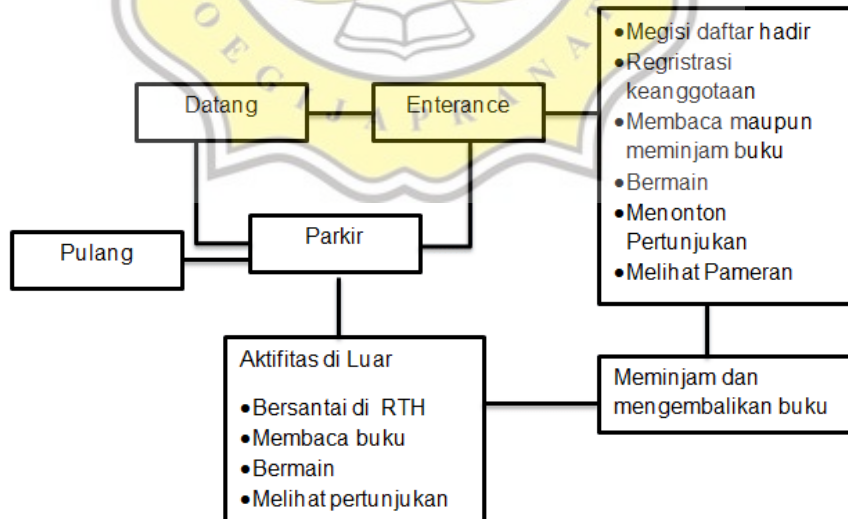 OEGIJAPRANAT
Datang
Enterance
•Megisi daftar hadir
•Regristrasi
keanggotaan
•Membaca maupun
meminjam buku
•Bermain
•Menonton
Pertunjukan
•Melihat Pameran
Parkir
Pulang
Aktifitas di Luar
•Bersantai di RTH
•Membaca buku
•Bermain
•Melihat pertunjukan
Meminjam dan
mengembalikan buku